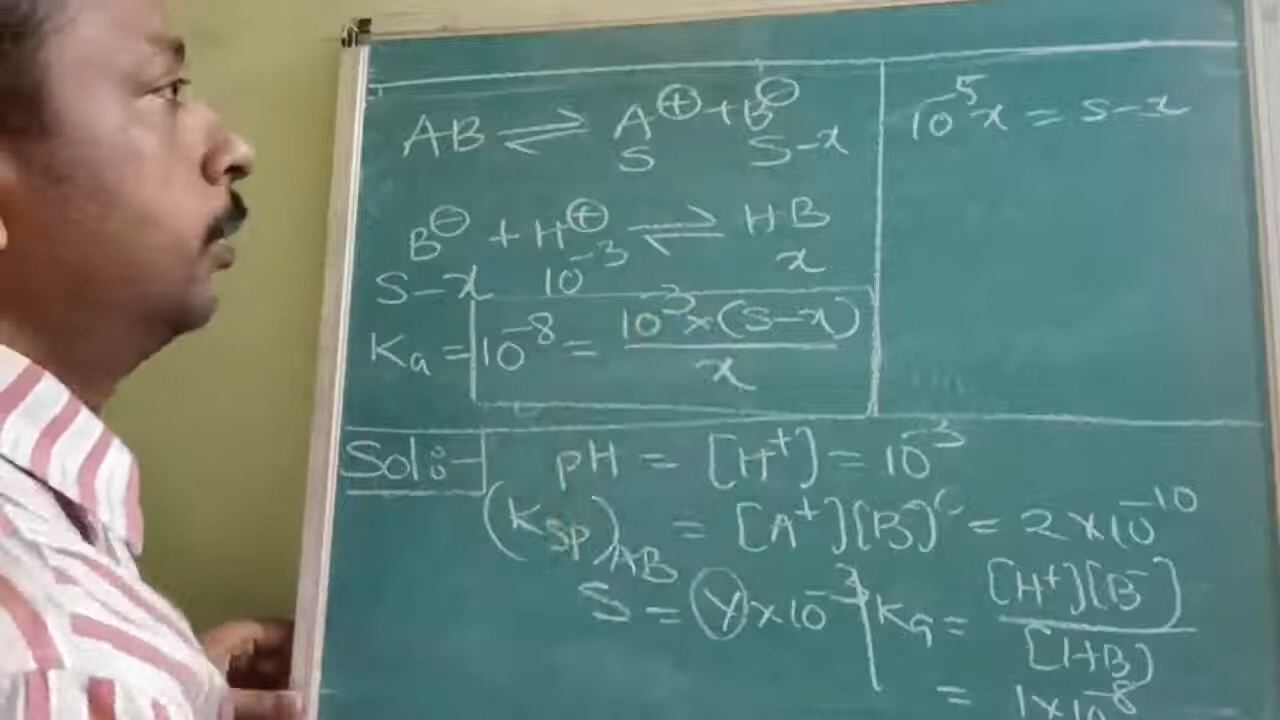 AB ⇌ A⊕ + B⊖
S S-x
B⊖ + H⊕ ⇌ HB
S-x 10⁻³ x
Ka = 10⁻⁸ = 10⁻³×(S-x)/x
10⁻⁵x = S-x
Sol:-
pH = [H⁺] = 10⁻³
(Ksp)AB = [A⁺][B⁻] = 2×10⁻¹⁰
S = Y×10⁻³
Ka = [H⁺][B⁻]/[HB]
= 1×10⁻⁸